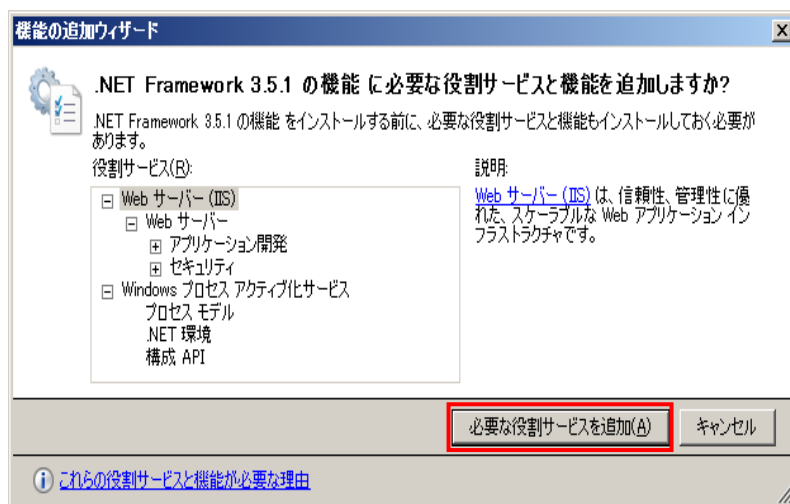 機能の追加ウィザード
.NET Framework 3.5.1 の機能 に必要な役割サービスと機能を追加しますか?
.NET Framework 3.5.1 の機能 をインストールする前に、必要な役割サービスと機能もインストールしておく必要が
あります。
役割サービス(R):
Web サーバー (IIS)
Web サーバー
アプリケーション開発
セキュリティ
Windows プロセス アクティブ化サービス
プロセス モデル
.NET 環境
構成 API
説明:
Web サーバー (IIS) は、信頼性、管理性に優
れた、スケーラブルな Web アプリケーション イン
フラストラクチャです。
必要な役割サービスを追加(A)
キャンセル
これらの役割サービスと機能が必要な理由